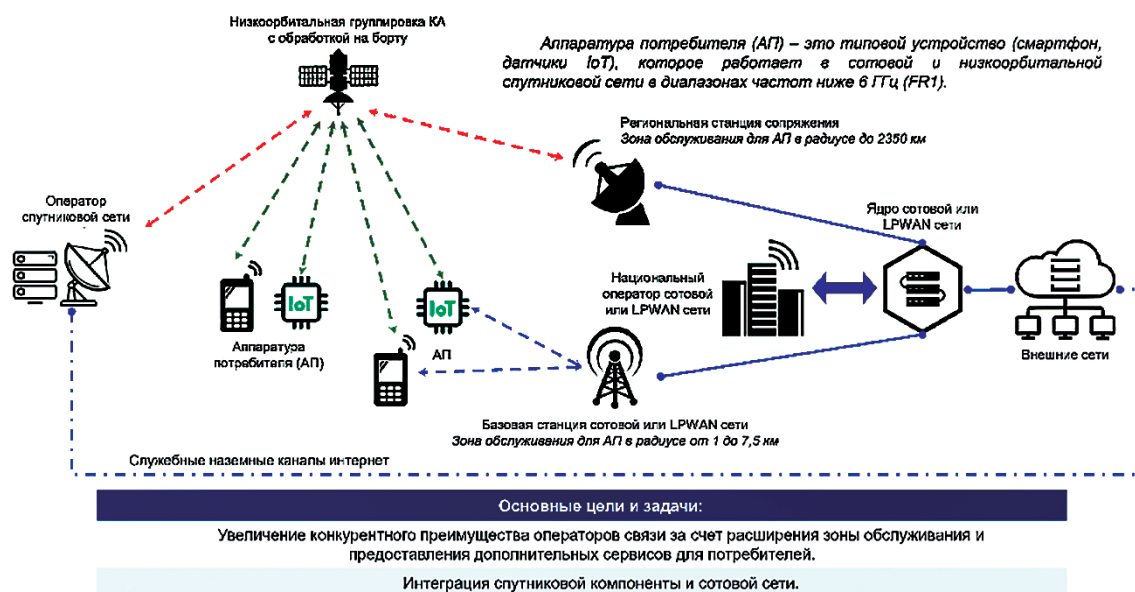 Низкоорбитальная группировка КА
с обработкой на борту
Аппаратура потребителя (АП) – это типовой устройство (смартфон,
датчики IoT), которое работает в сотовой и низкоорбитальной
спутниковой сети в диапазонах частот ниже 6 ГГц (FR1).
Региональная станция сопряжения
Зона обслуживания для АП в радиусе до 2350 км
Оператор
спутниковой сети
Ядро сотовой или
LPWAN сети
Национальный
оператор сотовой
или LPWAN сети
IoT
IoT
Аппаратура
потребителя (АП)
АП
Внешние сети
Базовая станция сотовой или LPWAN сети
Зона обслуживания для АП в радиусе от 1 до 7,5 км
Служебные наземные каналы интернет
Основные цели и задачи:
Увеличение конкурентного преимущества операторов связи за счет расширения зоны обслуживания и
предоставления дополнительных сервисов для потребителей.
Интеграция спутниковой компоненты и сотовой сети.